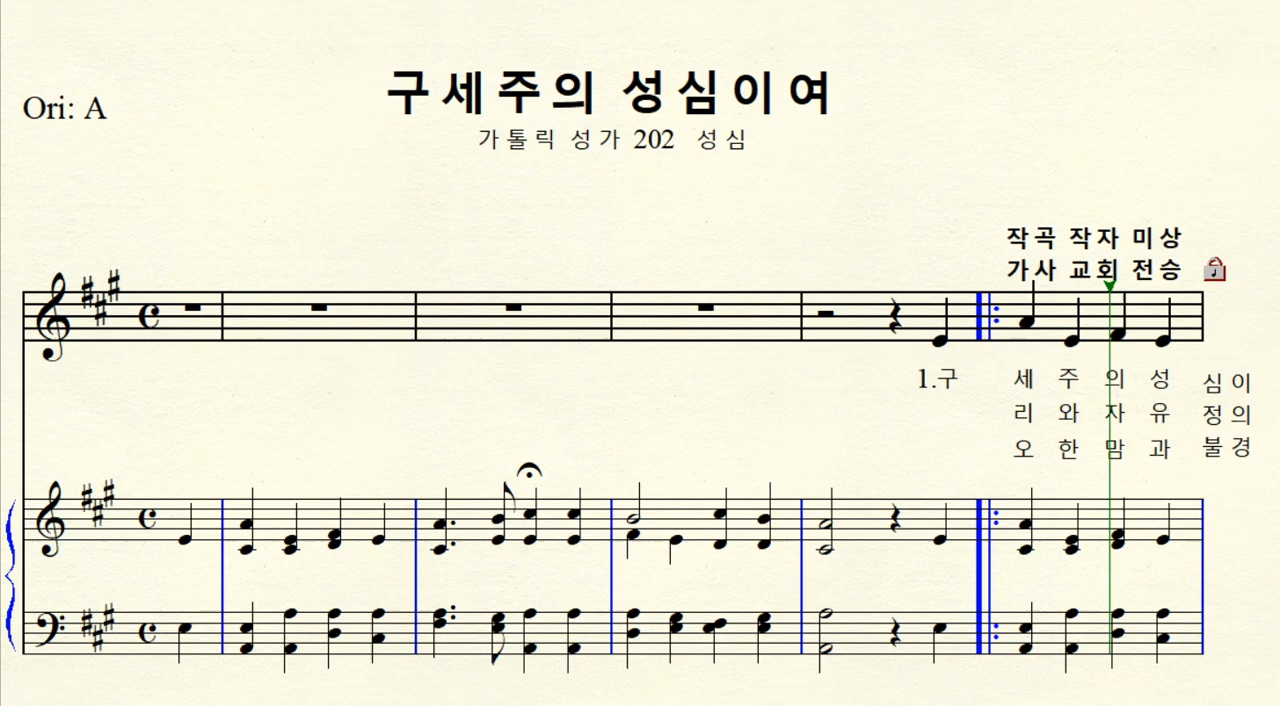 구세주의 성심이여
Ori: A
가톨릭 성가 202 성심
작곡 작자 미상
가사 교회 전승
1.구 세 주 의 성 심 이
리 와 자 유 정 의
오 한 맘 과 불 경